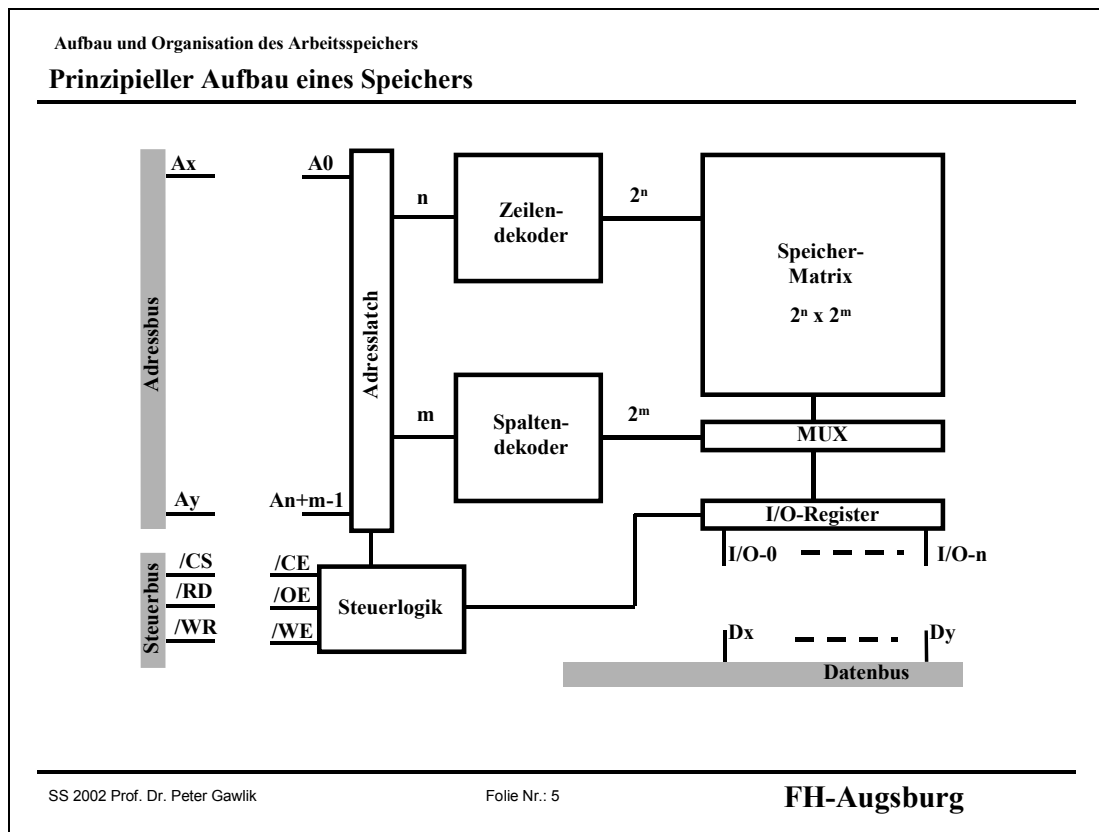 Aufbau und Organisation des Arbeitsspeichers
Prinzipieller Aufbau eines Speichers
Adressbus
Ax
Ay
A0
An+m-1
Adresslatch
n
m
Zeilen-
dekoder
2ⁿ
Spalten-
dekoder
2ᵐ
Speicher-
Matrix
2ⁿ x 2ᵐ
MUX
I/O-Register
I/O-0
I/O-n
Steuerbus
/CS
/RD
/WR
/CE
/OE
/WE
Steuerlogik
Dx
Dy
Datenbus
SS 2002 Prof. Dr. Peter Gawlik
Folie Nr.: 5
FH-Augsburg